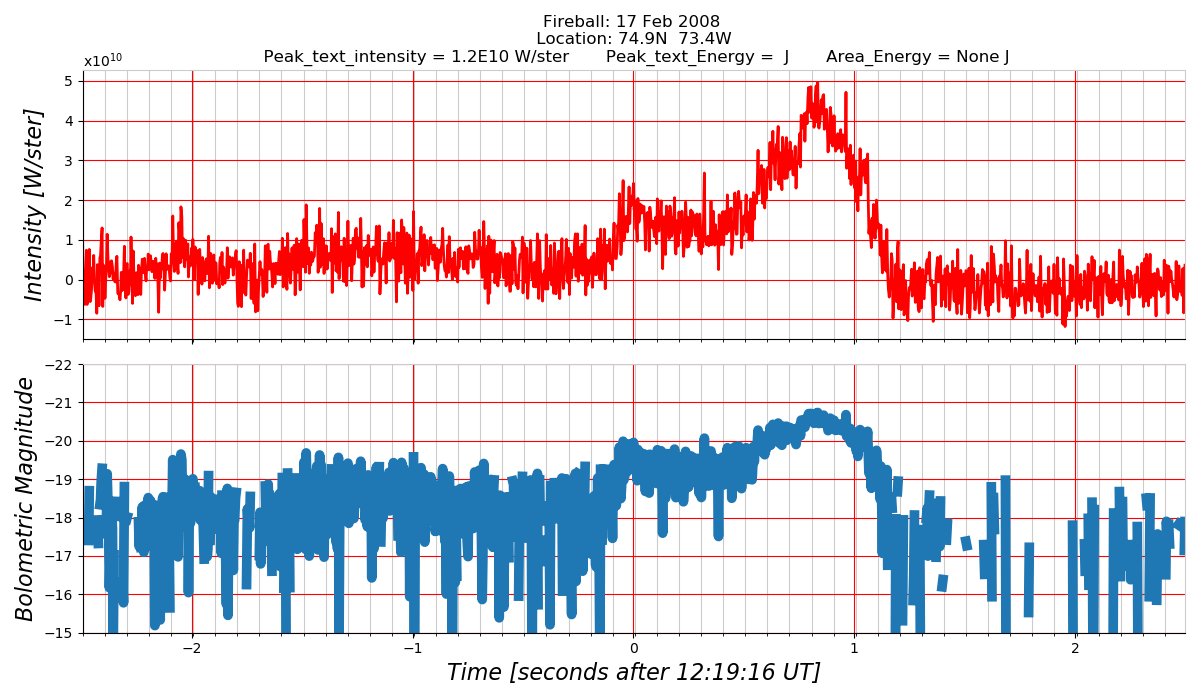 Fireball: 17 Feb 2008
Location: 74.9N  73.4W
Peak_text_intensity = 1.2E10 W/ster       Peak_text_Energy =  J       Area_Energy = None J
x10¹⁰
5
4
3
2
1
0
−1
Intensity [W/ster]
−22
−21
−20
−19
−18
−17
−16
−15
Bolometric Magnitude
−2 −1 0 1 2
Time [seconds after 12:19:16 UT]